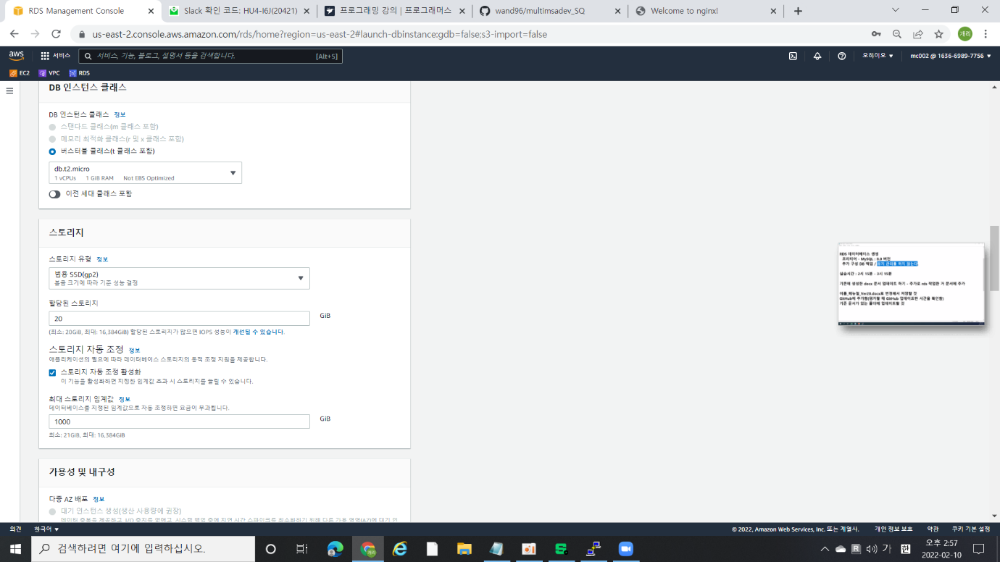 RDS Management Console
Slack 확인 코드: HU4-I6J(20421)
프로그래밍 강의 | 프로그래머스
wand96/multimsadev_SQ
Welcome to nginx!
us-east-2.console.aws.amazon.com/rds/home?region=us-east-2#launch-dbinstance:gdb=false;s3-import=false
개리
aws
서비스
서비스, 기능, 블로그, 설명서 등을 검색합니다.
[Alt+S]
오하이오 ▼
mc002 @ 1636-6989-7756 ▼
EC2
VPC
RDS
DB 인스턴스 클래스
DB 인스턴스 클래스 정보
스탠다드 클래스(m 클래스 포함)
메모리 최적화 클래스(r 및 x 클래스 포함)
버스터블 클래스(t 클래스 포함)
db.t2.micro
1 vCPUs 1 GiB RAM Not EBS Optimized
이전 세대 클래스 포함
스토리지
스토리지 유형 정보
범용 SSD(gp2)
볼륨 크기에 따라 기준 성능 결정
할당된 스토리지
20
GiB
(최소: 20GiB, 최대: 16,384GiB) 할당된 스토리지가 많으면 IOPS 성능이 개선될 수 있습니다.
스토리지 자동 조정 정보
애플리케이션의 필요에 따라 데이터베이스 스토리지의 동적 조정 지원을 제공합니다.
스토리지 자동 조정 활성화
이 기능을 활성화하면 지정한 임계값 초과 시 스토리지를 늘릴 수 있습니다.
최대 스토리지 임계값 정보
데이터베이스를 지정된 임계값으로 자동 조정하면 요금이 부과됩니다.
1000
GiB
최소: 21GiB, 최대: 16,384GiB
가용성 및 내구성
다중 AZ 배포 정보
대기 인스턴스 생성(생산 사용량에 권장)
데이터 중복을 제공하고, I/O 중지를 없애고, 시스템 백업 중에 지연 시간 스파이크를 최소화하기 위해 다른 가용 영역(AZ)에 대기 인
RDS 데이터베이스 생성
프리티어 - MySQL : 8.0 버전
추가 구성 DB 백업 / 유지 관리를 하지 않는다
실습시간 : 2시 15분 - 3시 15분
기존에 생성한 docx 문서 업데이트 하기 - 추가로 rds 작업한 거 문서에 추가
이름_매뉴얼_Ver20.docx로 변경해서 저장할 것
GitHub에 추가함(평가할 때 GitHub 업데이트한 시간을 확인함)
기존 문서가 있는 폴더에 업데이트할 것
의견
한국어 ▼
© 2022, Amazon Web Services, Inc. 또는 계열사.
개인 정보 보호
약관
쿠키 기본 설정
검색하려면 여기에 입력하십시오.
가
한
오후 2:57
2022-02-10